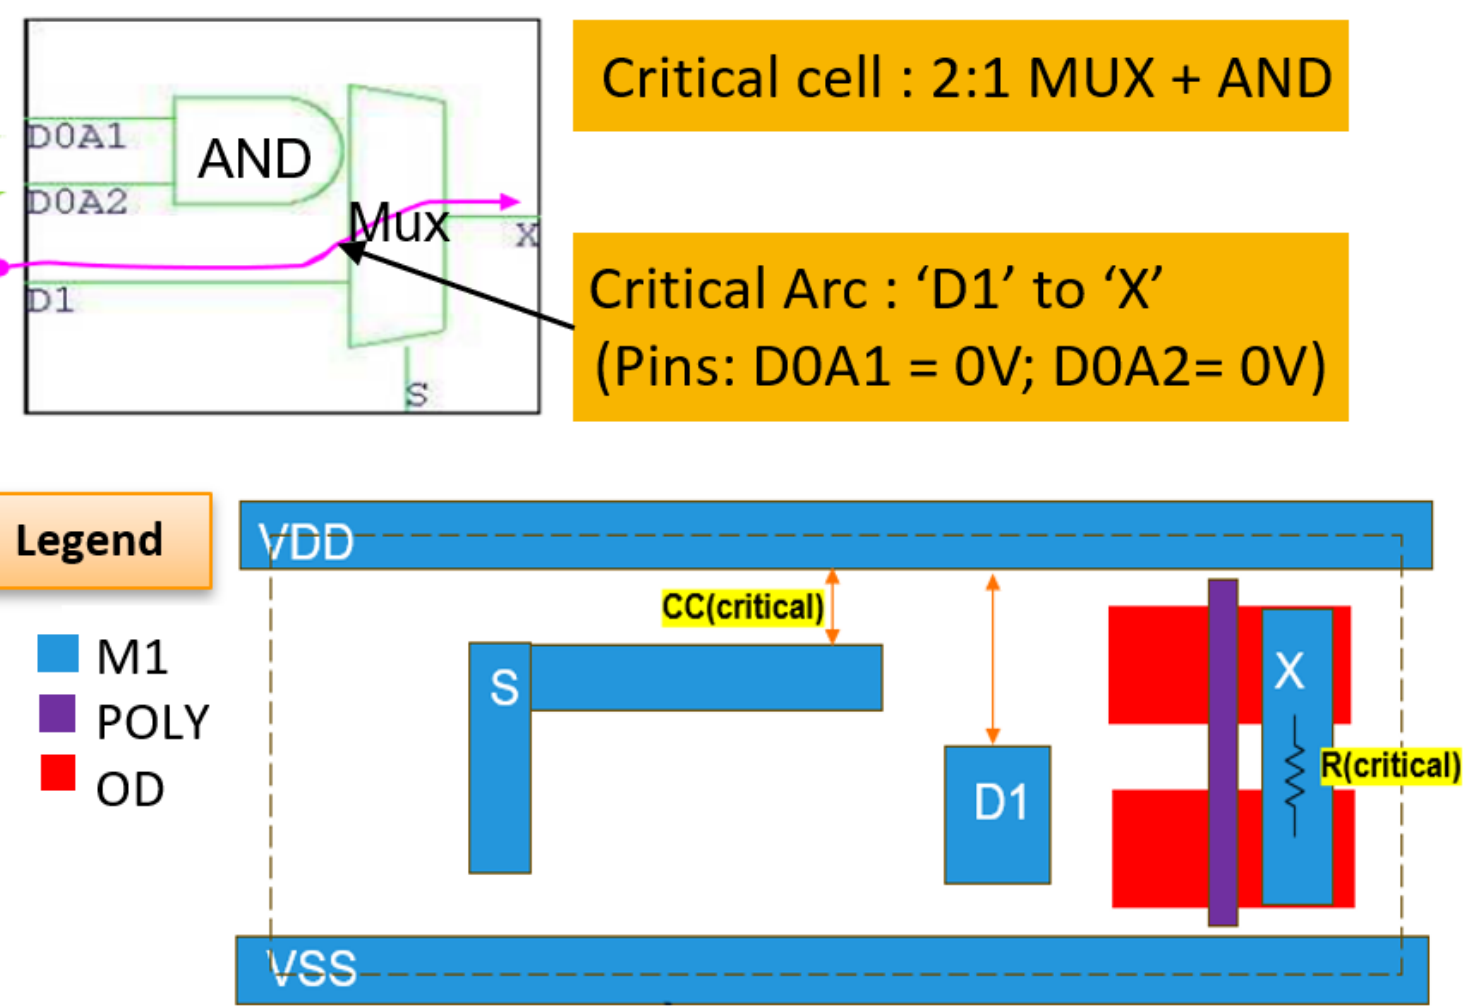 D0A1
AND
D0A2
Mux
X
D1
S
Critical cell : 2:1 MUX + AND
Critical Arc : ‘D1’ to ‘X’
(Pins: D0A1 = 0V; D0A2= 0V)
Legend
M1
POLY
OD
VDD
CC(critical)
S
X
R(critical)
D1
VSS